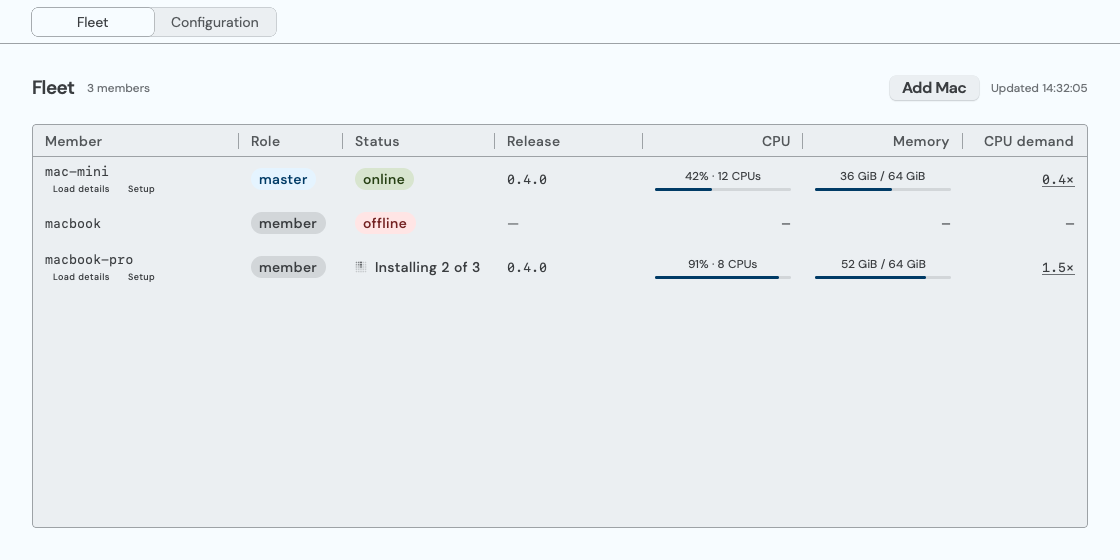 Fleet Configuration
Fleet 3 members Add Mac Updated 14:32:05
Member Role Status Release CPU Memory CPU demand
mac-mini master online 0.4.0 42% · 12 CPUs 36 GiB / 64 GiB 0.4×
Load details Setup
macbook member offline — — — —
macbook-pro member Installing 2 of 3 0.4.0 91% · 8 CPUs 52 GiB / 64 GiB 1.5×
Load details Setup